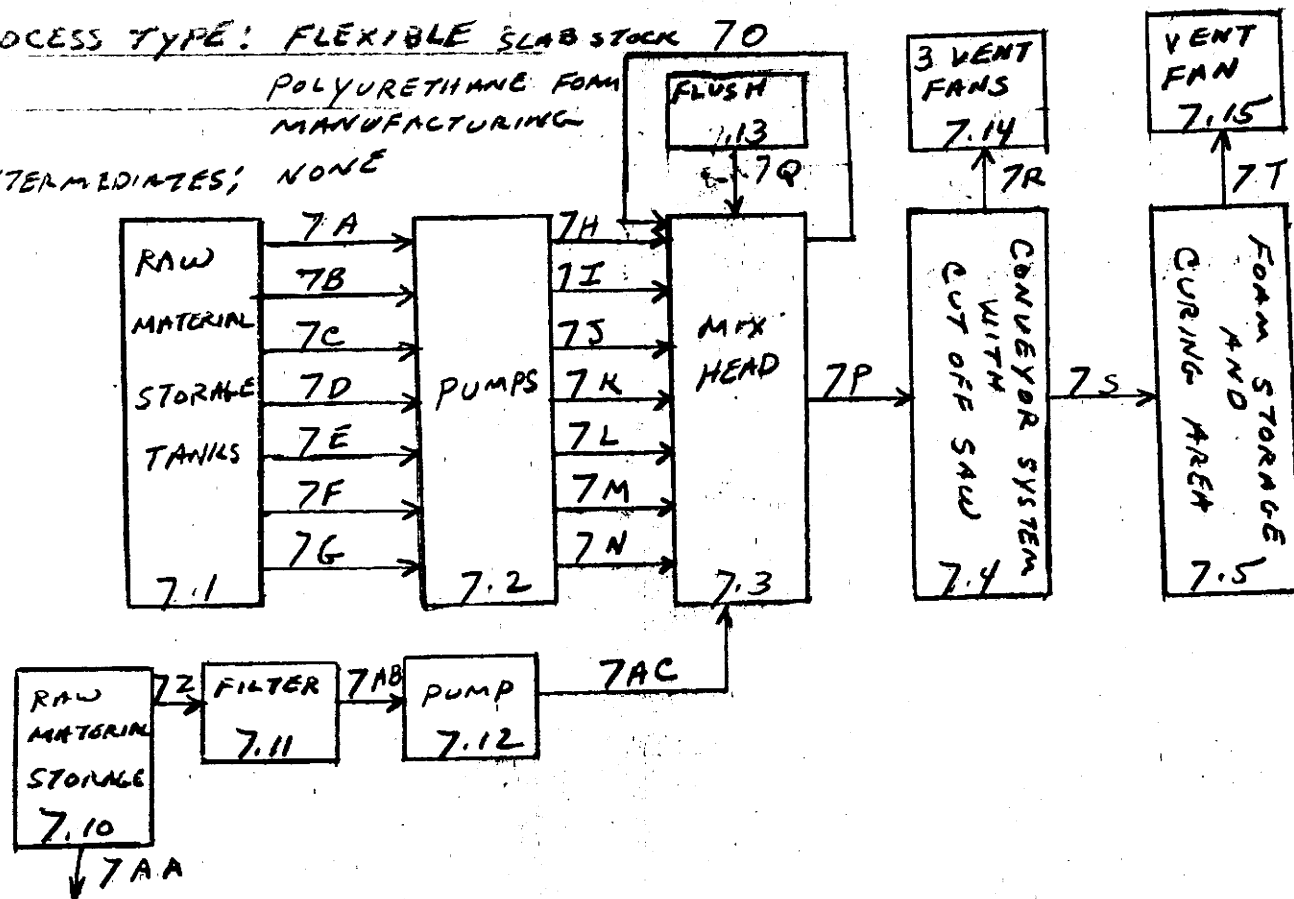 OCESS TYPE: FLEXIBLE SLABSTOCK 7O
POLYURETHANE FOAM
MANUFACTURING
TERMEDIATES; NONE
FLUSH
7.13
7Q
3 VENT
FANS
7.14
7R
VENT
FAN
7.15
7T
RAW
MATERIAL
STORAGE
TANKS
7.1
7A
7B
7C
7D
7E
7F
7G
PUMPS
7.2
7H
7I
7J
7K
7L
7M
7N
MIX
HEAD
7.3
7P
CONVEYOR SYSTEM
WITH
CUT OFF SAW
7.4
7S
FOAM STORAGE
AND
CURING AREA
7.5
RAW
MATERIAL
STORAGE
7.10
7Z
FILTER
7.11
7AB
PUMP
7.12
7AC
7AA